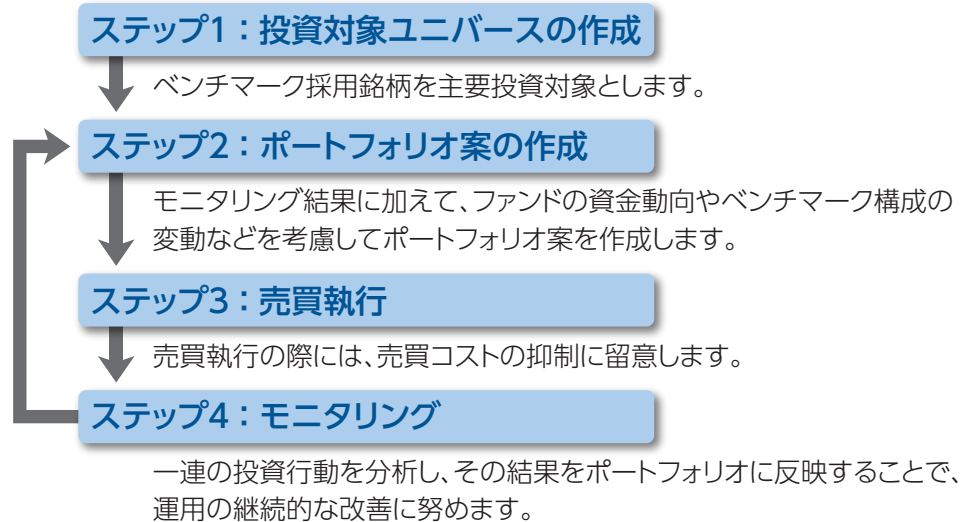 ステップ1：投資対象ユニバースの作成
ベンチマーク採用銘柄を主要投資対象とします。
ステップ2：ポートフォリオ案の作成
モニタリング結果に加えて、ファンドの資金動向やベンチマーク構成の
変動などを考慮してポートフォリオ案を作成します。
ステップ3：売買執行
売買執行の際には、売買コストの抑制に留意します。
ステップ4：モニタリング
一連の投資行動を分析し、その結果をポートフォリオに反映することで、
運用の継続的な改善に努めます。